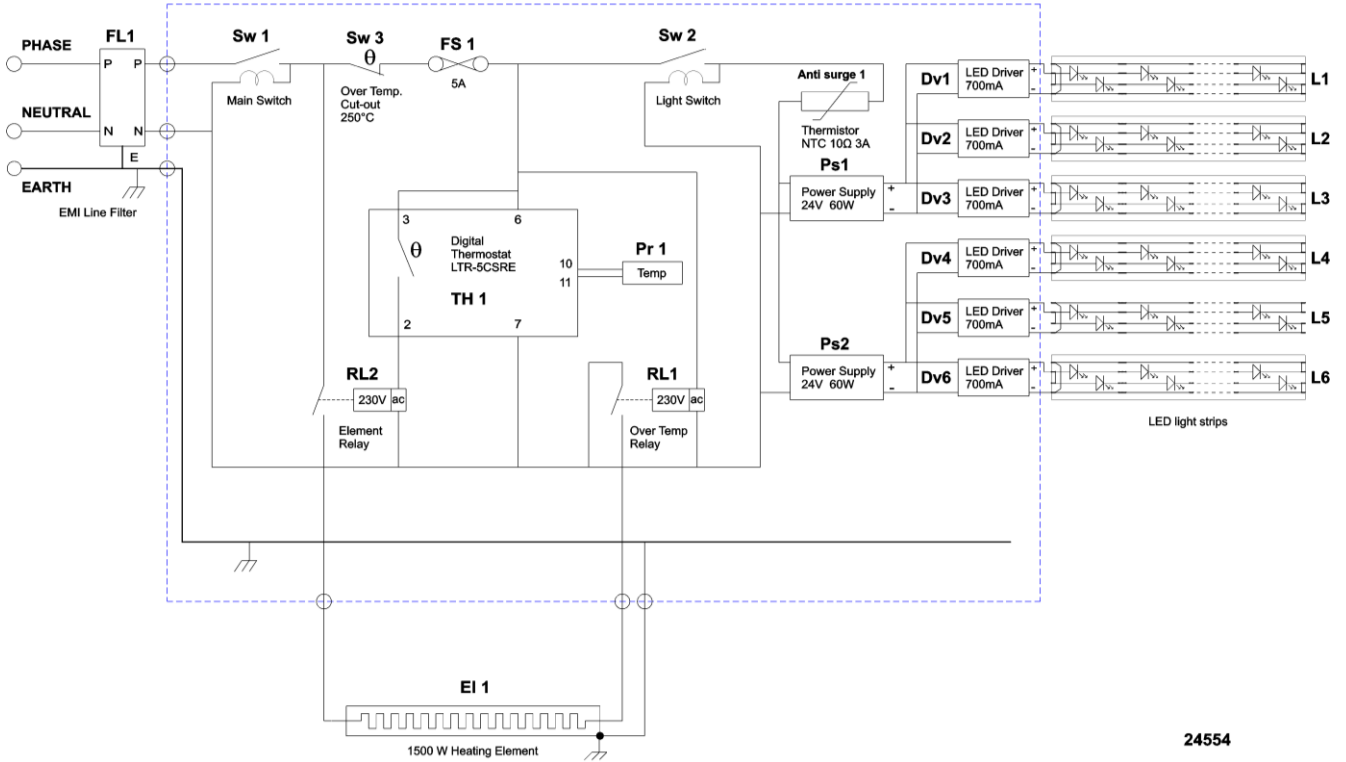 PHASE
FL1
P P
NEUTRAL
N N
EARTH
E
EMI Line Filter
Sw 1
Main Switch
Sw 3
θ
Over Temp.
Cut-out
250°C
FS 1
5A
Sw 2
Light Switch
Anti surge 1
Thermistor
NTC 10Ω 3A
Ps1
Power Supply
24V 60W
+
-
Ps2
Power Supply
24V 60W
+
-
Dv1
LED Driver
700mA
+
-
L1
Dv2
LED Driver
700mA
+
-
L2
Dv3
LED Driver
700mA
+
-
L3
Dv4
LED Driver
700mA
+
-
L4
Dv5
LED Driver
700mA
+
-
L5
Dv6
LED Driver
700mA
+
-
L6
LED light strips
3
6
θ
Digital
Thermostat
LTR-5CSRE
TH 1
10
11
2
7
Pr 1
Temp
RL2
230V ac
Element
Relay
RL1
230V ac
Over Temp
Relay
El 1
1500 W Heating Element
24554